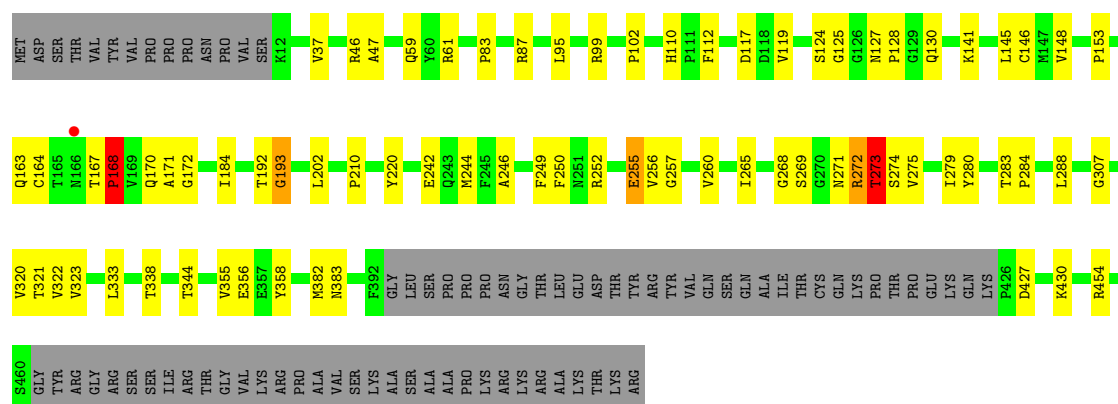 MET ASP SER THR VAL TYR VAL PRO PRO PRO ASN PRO VAL SER K12 V37 R46 A47 Q59 Y60 R61 P83 R87 L95 R99 P102 H110 P111 F112 D117 D118 V119 S124 G125 G126 N127 P128 G129 Q130 K141 L145 C146 M147 V148 P153
Q163 C164 T165 N166 T167 P168 V169 Q170 A171 G172 I184 T192 G193 L202 P210 Y220 E242 Q243 M244 F245 A246 F249 F250 N251 R252 E255 V256 G257 V260 I265 G268 S269 G270 N271 R272 T273 S274 V275 I279 Y280 T283 P284 L288 G307
V320 T321 V322 V323 L333 T338 T344 V355 E356 E357 Y358 M382 N383 F392 GLY LEU SER PRO PRO PRO ASN GLY THR LEU GLU ASP THR TYR ARG TYR VAL GLN SER GLN ALA ILE THR CYS GLN LYS PRO THR PRO GLU LYS GLN LYS P426 D427 K430 R454
S460 GLY TYR ARG GLY ARG SER SER ILE ARG THR GLY VAL LYS ARG PRO ALA VAL SER LYS ALA SER ALA ALA PRO LYS ARG LYS ARG ALA LYS THR LYS ARG